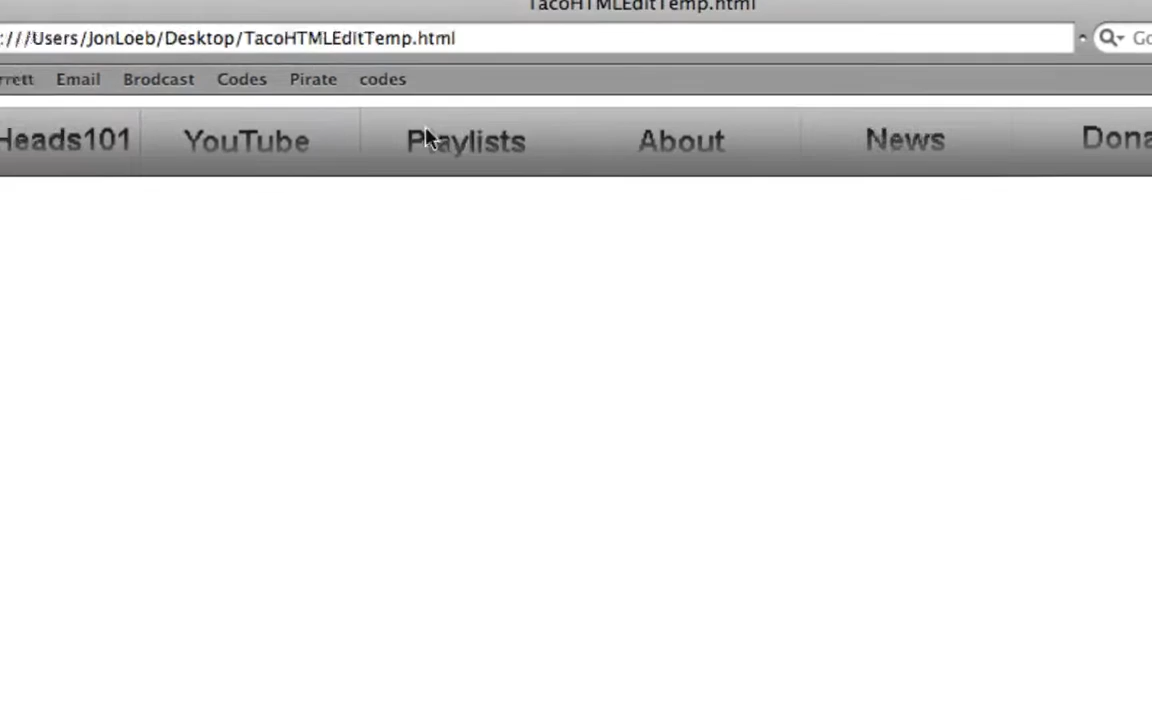 TacoHTMLEditTemp.html
:///Users/JonLoeb/Desktop/TacoHTMLEditTemp.html Go
rrett Email Brodcast Codes Pirate codes
Heads101 YouTube Playlists About News Dona